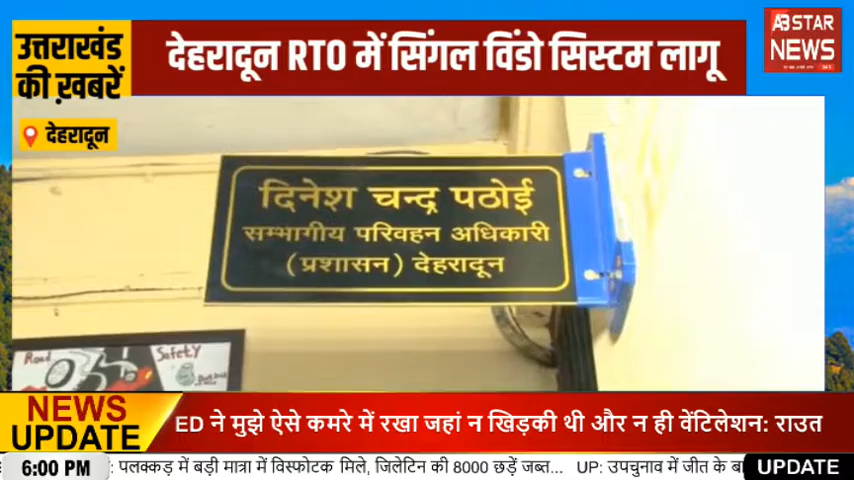 उत्तराखंड
की ख़बरें
देहरादून RTO में सिंगल विंडो सिस्टम लागू
AB STAR
NEWS
देहरादून
दिनेश चन्द्र पठोई
सम्भागीय परिवहन अधिकारी
(प्रशासन) देहरादून
Road Safety
NEWS
UPDATE
ED ने मुझे ऐसे कमरे में रखा जहां न खिड़की थी और न ही वेंटिलेशन: राउत
6:00 PM
: पलक्कड़ में बड़ी मात्रा में विस्फोटक मिले, जिलेटिन की 8000 छड़ें जब्त... UP: उपचुनाव में जीत के
UPDATE